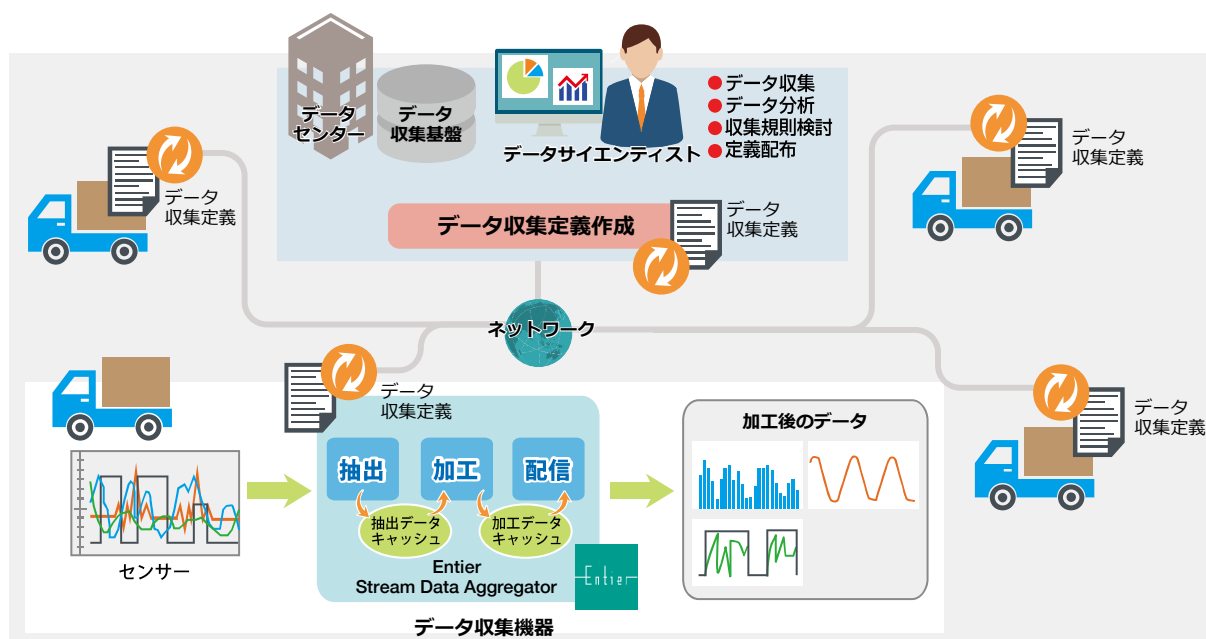 データ
センター
データ
収集基盤
データサイエンティスト
●データ収集
●データ分析
●収集規則検討
●定義配布
データ
収集定義
データ
収集定義
データ収集定義作成
データ
収集定義
ネットワーク
データ
収集定義
データ
収集定義
センサー
抽出
加工
配信
抽出データ
キャッシュ
加工データ
キャッシュ
Entier
Stream Data Aggregator
Entier
データ収集機器
加工後のデータ